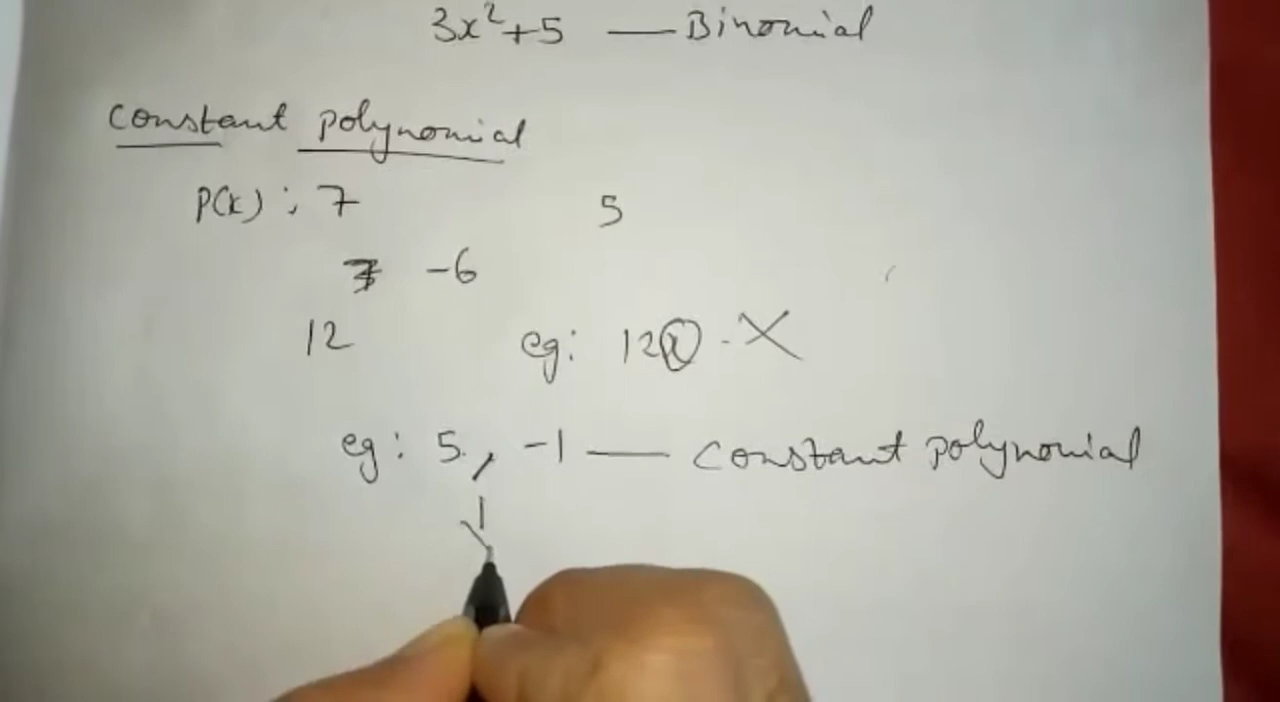 3x²+5 — Binomial
constant polynomial
P(x) : 7 5
-6
12 eg: 12x
eg: 5, -1 — constant polynomial